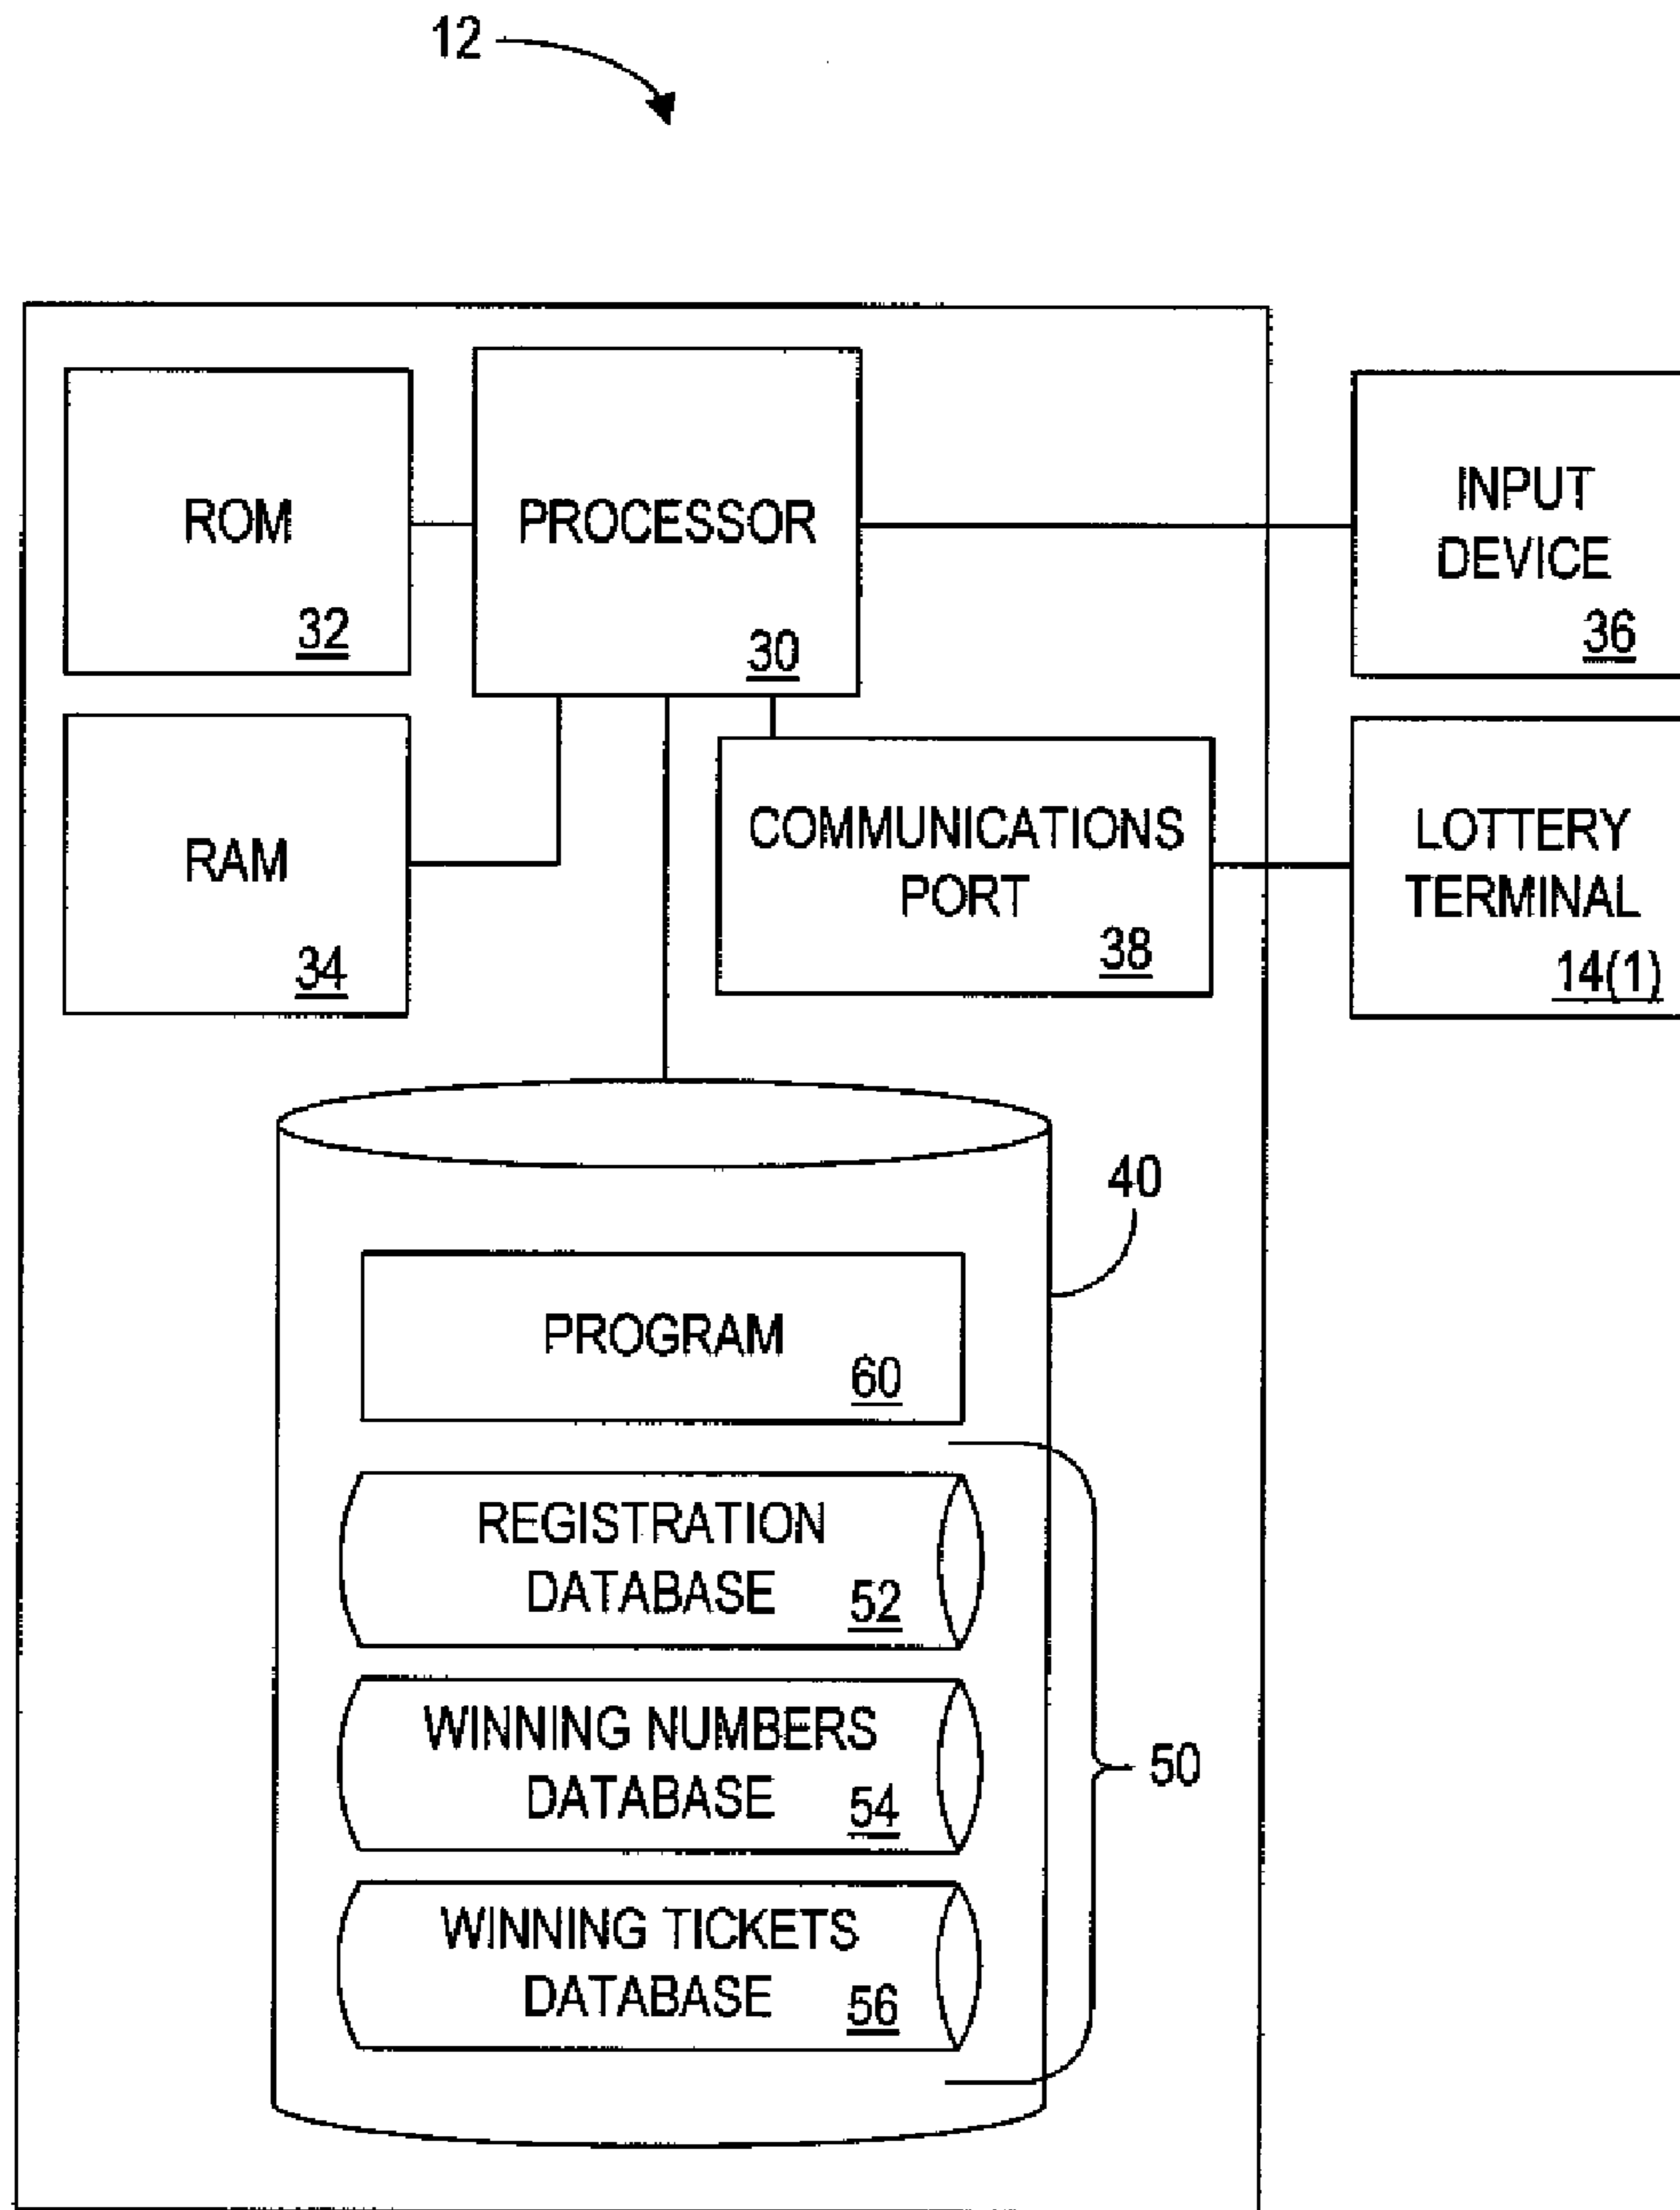 12
ROM
32
PROCESSOR
30
INPUT
DEVICE
36
RAM
34
COMMUNICATIONS
PORT
38
LOTTERY
TERMINAL
14(1)
40
PROGRAM
60
REGISTRATION
DATABASE
52
WINNING NUMBERS
DATABASE
54
50
WINNING TICKETS
DATABASE
56